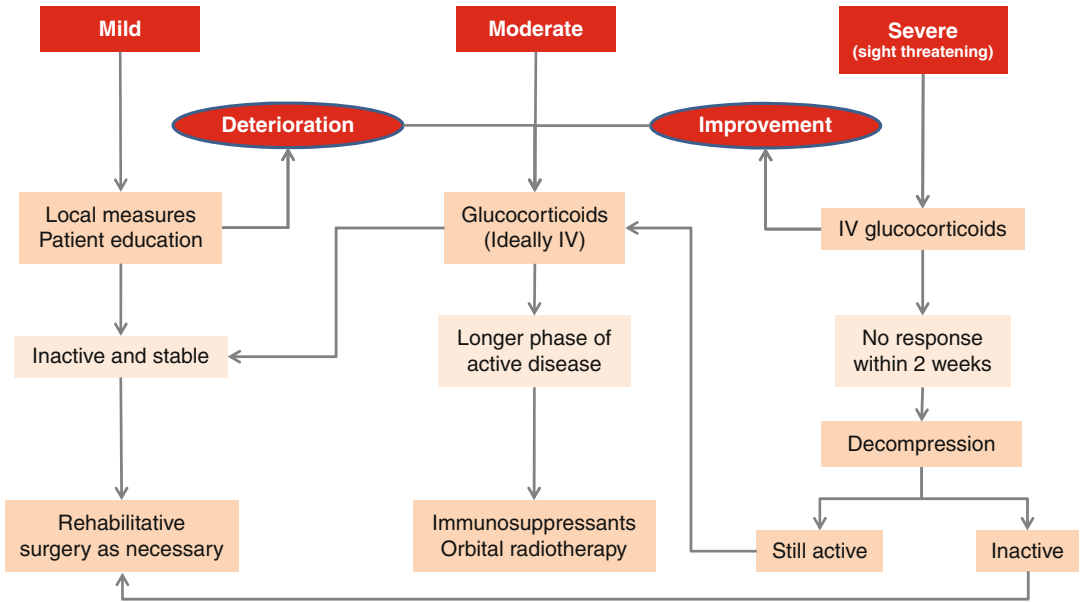 Mild
Moderate
Severe
(sight threatening)
Deterioration
Improvement
Local measures
Patient education
Glucocorticoids
(Ideally IV)
IV glucocorticoids
Inactive and stable
Longer phase of
active disease
No response
within 2 weeks
Decompression
Rehabilitative
surgery as necessary
Immunosuppressants
Orbital radiotherapy
Still active
Inactive